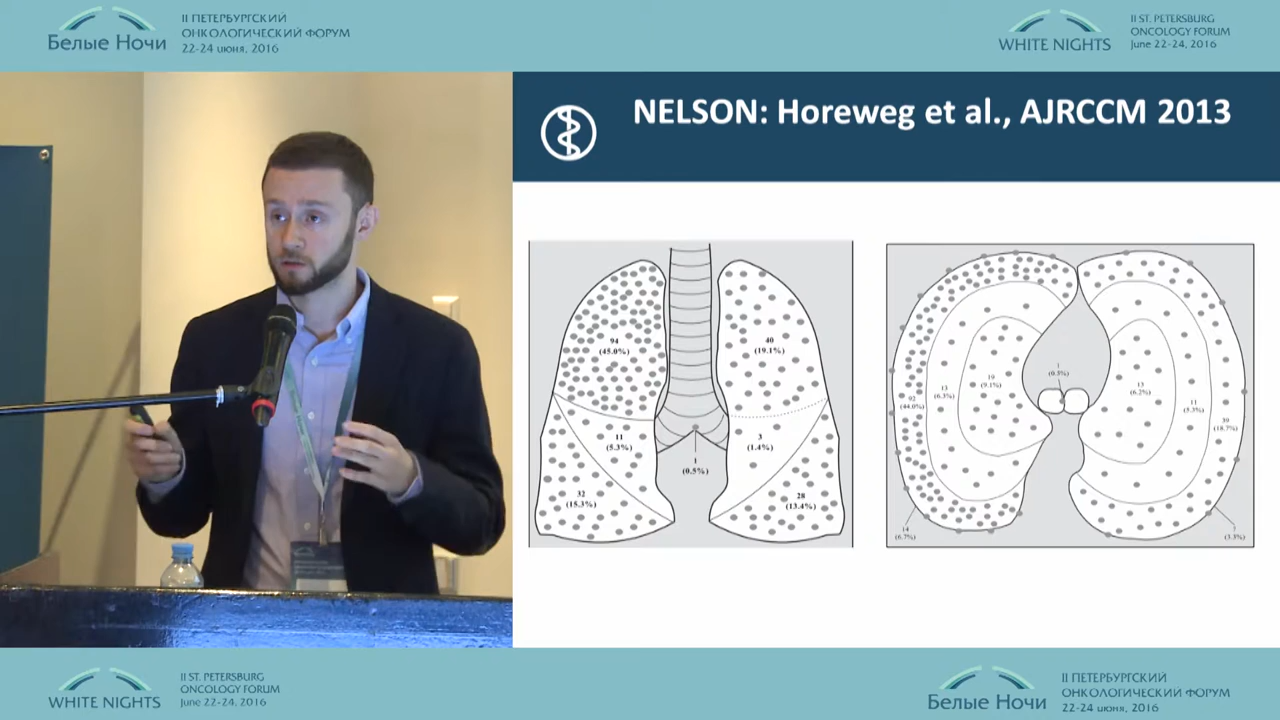 Белые Ночи
II ПЕТЕРБУРГСКИЙ
ОНКОЛОГИЧЕСКИЙ ФОРУМ
22-24 июня, 2016
WHITE NIGHTS
II ST. PETERSBURG
ONCOLOGY FORUM
June 22-24, 2016
NELSON: Horeweg et al., AJRCCM 2013
94
(45.0%)
40
(19.1%)
11
(5.3%)
3
(1.4%)
1
(0.5%)
32
(15.3%)
28
(13.4%)
1
(0.5%)
19
(9.1%)
13
(6.3%)
92
(44.0%)
13
(6.2%)
11
(5.3%)
39
(18.7%)
14
(6.7%)
7
(3.3%)
WHITE NIGHTS
II ST. PETERSBURG
ONCOLOGY FORUM
June 22-24, 2016
Белые Ночи
II ПЕТЕРБУРГСКИЙ
ОНКОЛОГИЧЕСКИЙ ФОРУМ
22-24 июня, 2016